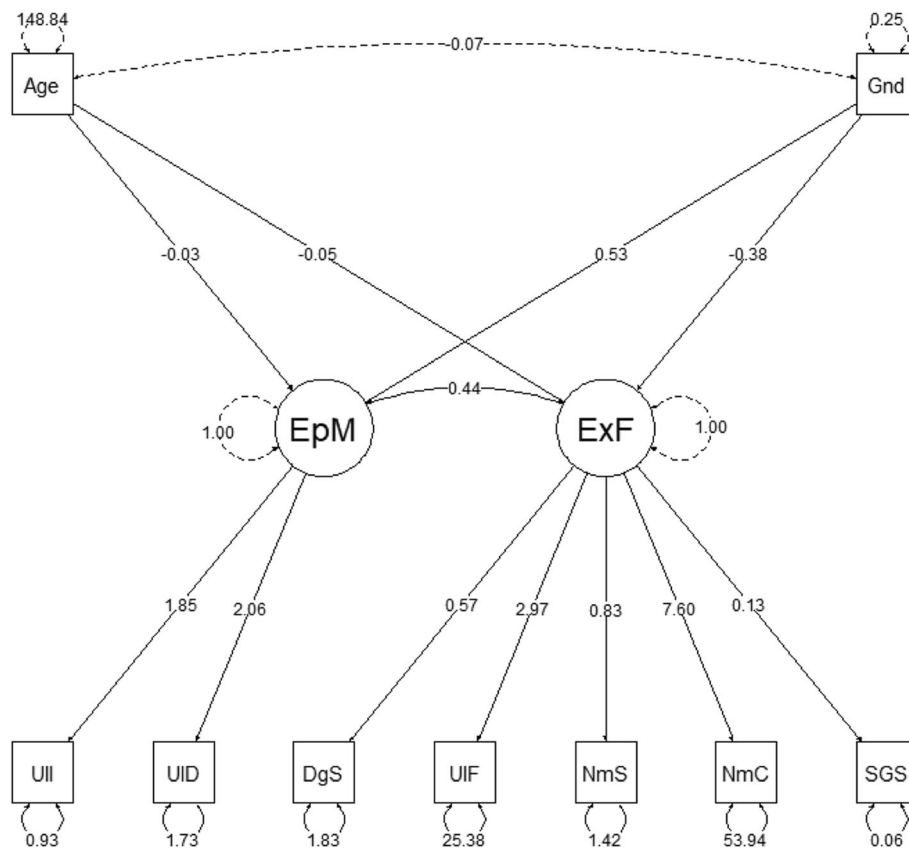 148.84 0.25
-0.07
Age Gnd
-0.03 -0.05 0.53 -0.38
0.44
EpM ExF
1.00 1.00
1.85 2.06 0.57 2.97 0.83 7.60 0.13
UII UID DgS UIF NmS NmC SGS
0.93 1.73 1.83 25.38 1.42 53.94 0.06